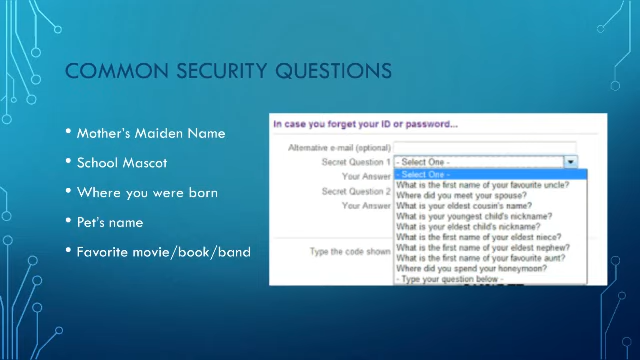 COMMON SECURITY QUESTIONS
• Mother's Maiden Name
• School Mascot
• Where you were born
• Pet's name
• Favorite movie/book/band
In case you forget your ID or password...
Alternative e-mail (optional)
Secret Question 1 - Select One -
Your Answer - Select One -
What is the first name of your favourite uncle?
Secret Question 2 Where did you meet your spouse?
What is your eldest cousin's name?
Your Answer What is your youngest child's nickname?
What is your eldest child's nickname?
What is the first name of your eldest niece?
What is the first name of your eldest nephew?
Type the code shown What is the first name of your favourite aunt?
Where did you spend your honeymoon?
- Type your question below -